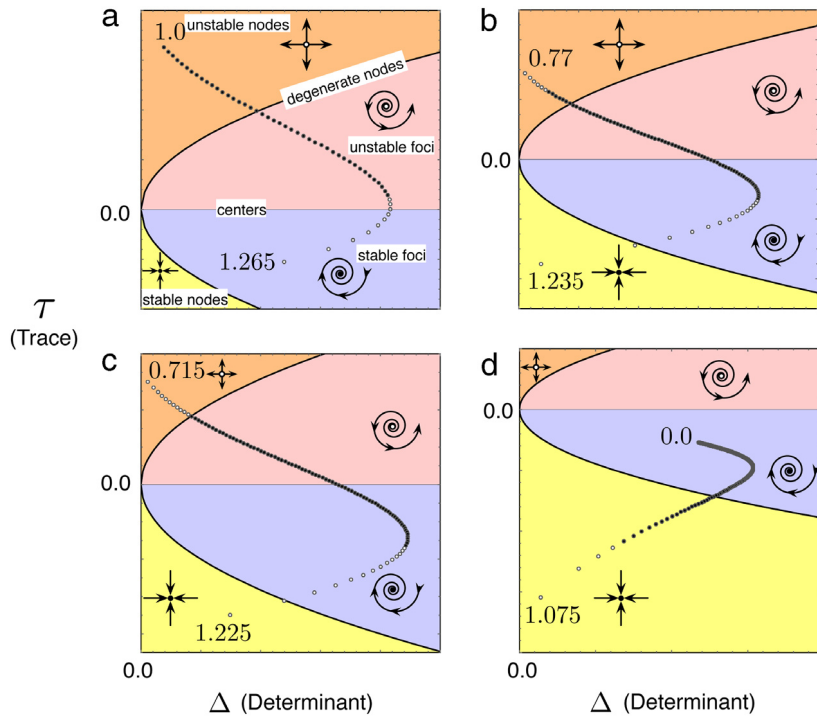 a
unstable nodes
1.0
degenerate nodes
unstable foci
0.0
centers
1.265
stable foci
stable nodes
b
0.77
0.0
1.235
τ
(Trace)
c
0.715
0.0
1.225
0.0
Δ (Determinant)
d
0.0
0.0
1.075
0.0
Δ (Determinant)